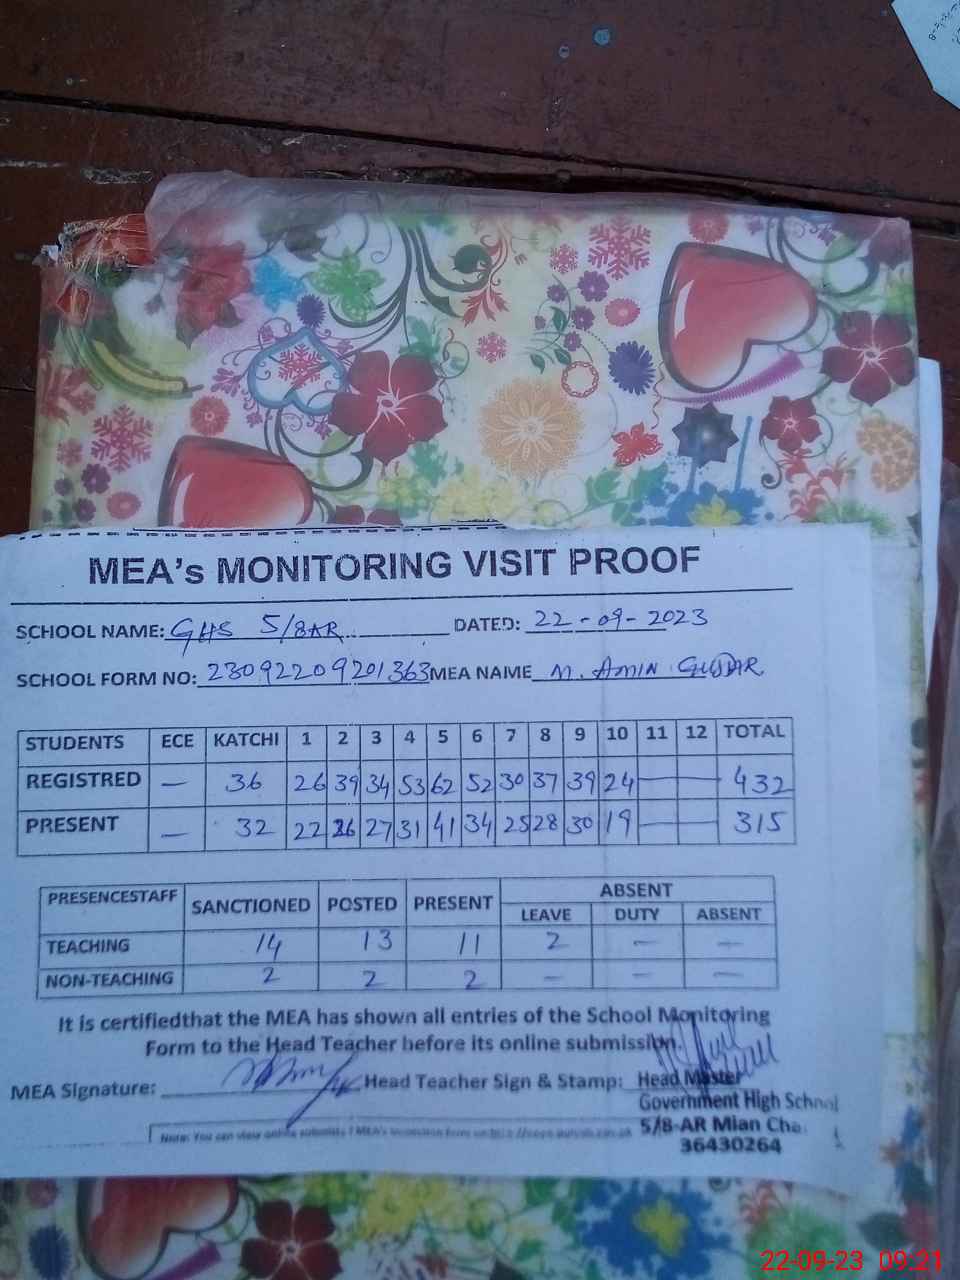 MEA's MONITORING VISIT PROOF
SCHOOL NAME: GHS 5/8AR DATED: 22-09-2023
SCHOOL FORM NO: 230922209201363 MEA NAME M. AMIN GUJJAR
STUDENTS ECE KATCHI 1 2 3 4 5 6 7 8 9 10 11 12 TOTAL
REGISTRED — 36 26 39 34 53 62 52 30 37 39 24 — — 432
PRESENT — 32 22 26 27 31 41 34 25 28 30 19 — — 315
PRESENCESTAFF SANCTIONED POSTED PRESENT ABSENT
LEAVE DUTY ABSENT
TEACHING 14 13 11 2 — —
NON-TEACHING 2 2 2 — — —
It is certifiedthat the MEA has shown all entries of the School Monitoring
Form to the Head Teacher before its online submission.
MEA Signature: Head Teacher Sign & Stamp: Head Master
Government High School
5/8-AR Mian Cha
36430264
Note: You can view online
22-09-23 09:21